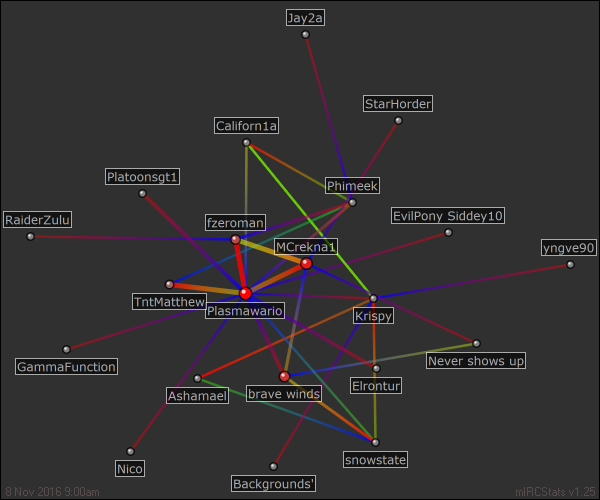 Jay2a
StarHorder
Californ1a
Platoonsgt1
Phimeek
RaiderZulu
fzeroman
EvilPony Siddey10
MCrekna1
yngve90
TntMatthew
Plasmawario
Krispy
GammaFunction
Never shows up
Ashamael
brave winds
Elrontur
snowstate
Nico
Backgrounds'
8 Nov 2016 9:00am
mIRCStats v1.25